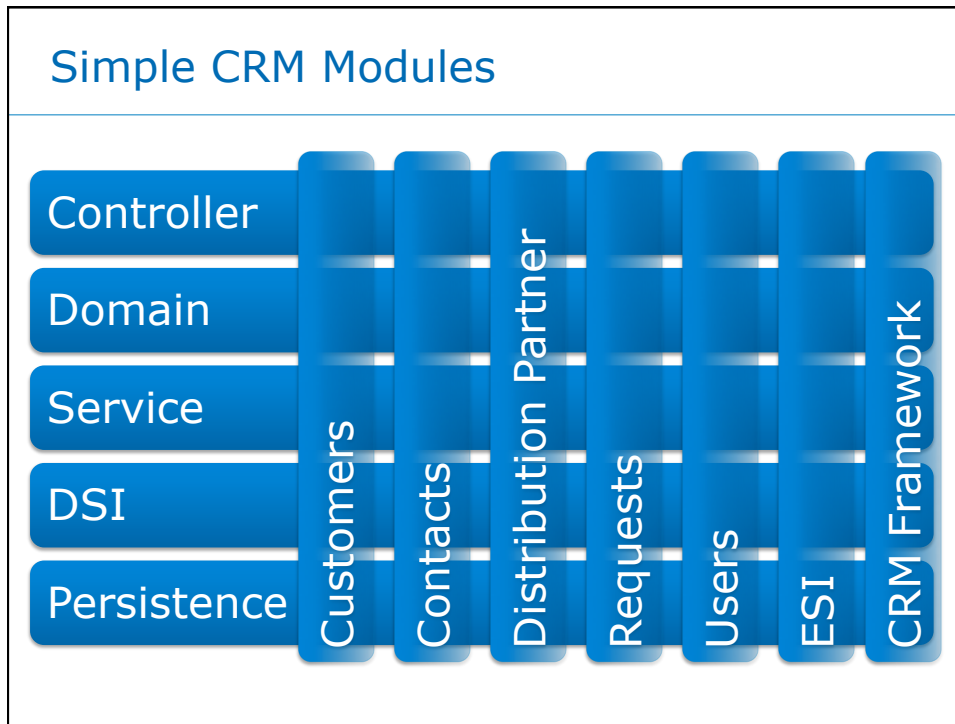 Simple CRM Modules
Controller
Domain
Service
DSI
Persistence
Customers
Contacts
Distribution Partner
Requests
Users
ESI
CRM Framework